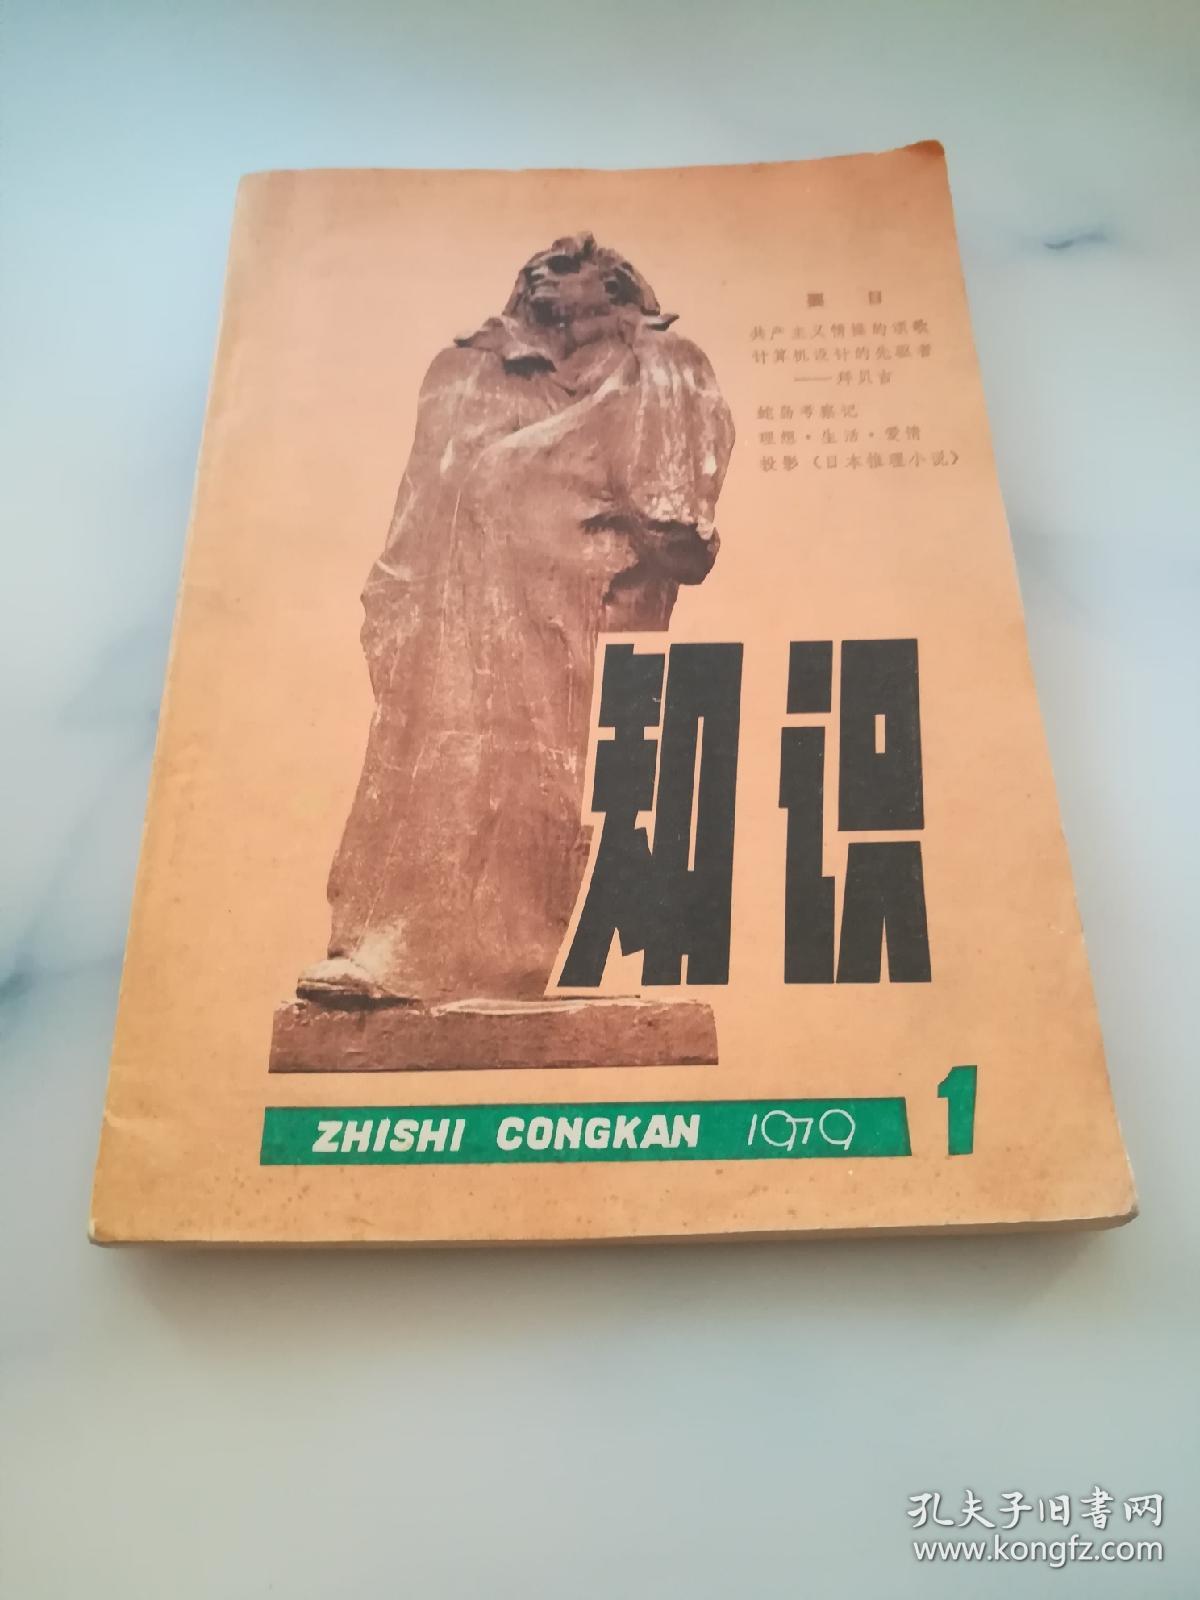 要 目
共产主义情操的颂歌
计算机设计的先驱者
——拜贝吉
蛇岛考察记
理想·生活·爱情
投影《日本推理小说》
知识
ZHISHI CONGKAN 1979 1
孔夫子旧书网
www.kongfz.com